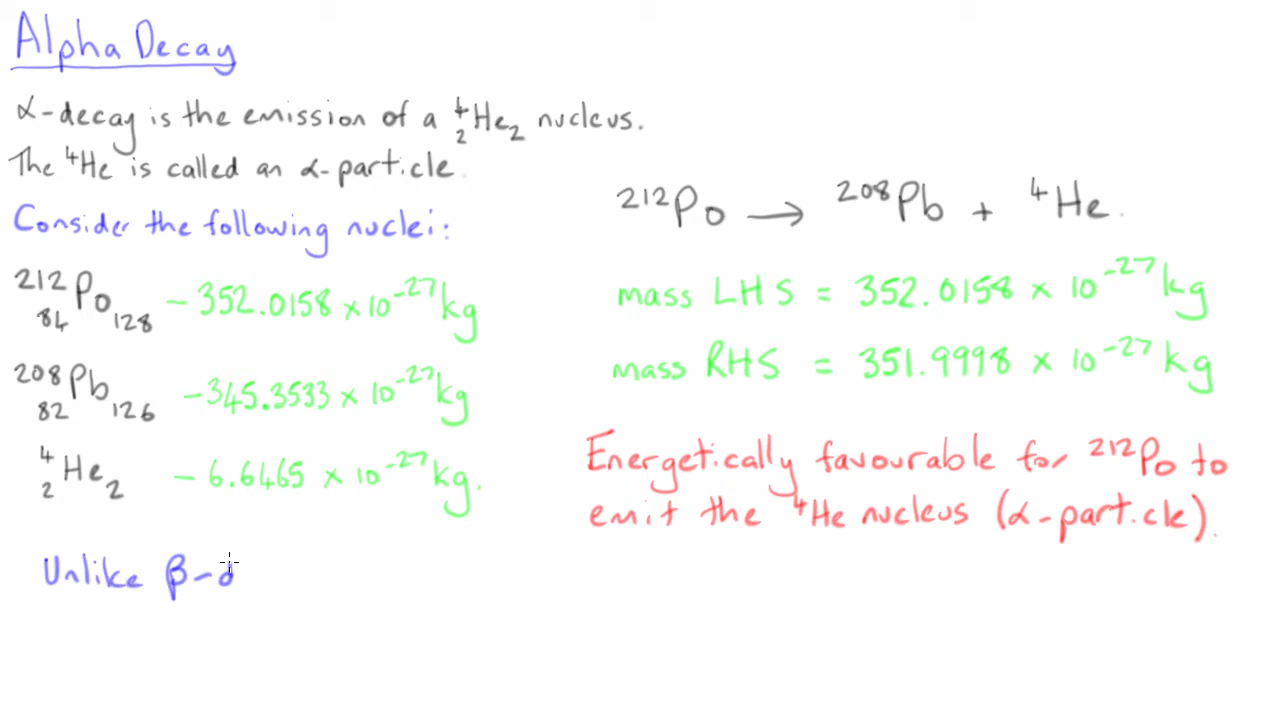 Alpha Decay
α-decay is the emission of a ⁴₂He₂ nucleus.
The ⁴He is called an α-particle.
Consider the following nuclei:
²¹²₈₄Po₁₂₈ - 352.0158 × 10⁻²⁷ kg
²⁰⁸₈₂Pb₁₂₆ - 345.3533 × 10⁻²⁷ kg
⁴₂He₂ - 6.6465 × 10⁻²⁷ kg.
Unlike β-d
²¹²Po → ²⁰⁸Pb + ⁴He.
mass LHS = 352.0158 × 10⁻²⁷ kg
mass RHS = 351.9998 × 10⁻²⁷ kg
Energetically favourable for ²¹²Po to
emit the ⁴He nucleus (α-particle).